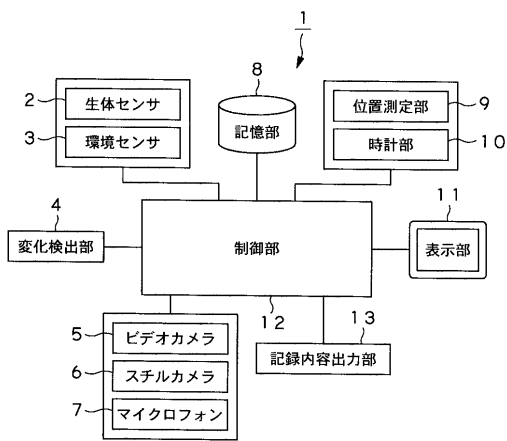 1
2
生体センサ
3
環境センサ
8
記憶部
位置測定部
9
時計部
10
4
変化検出部
制御部
12
11
表示部
5
ビデオカメラ
6
スチルカメラ
7
マイクロフォン
13
記録内容出力部